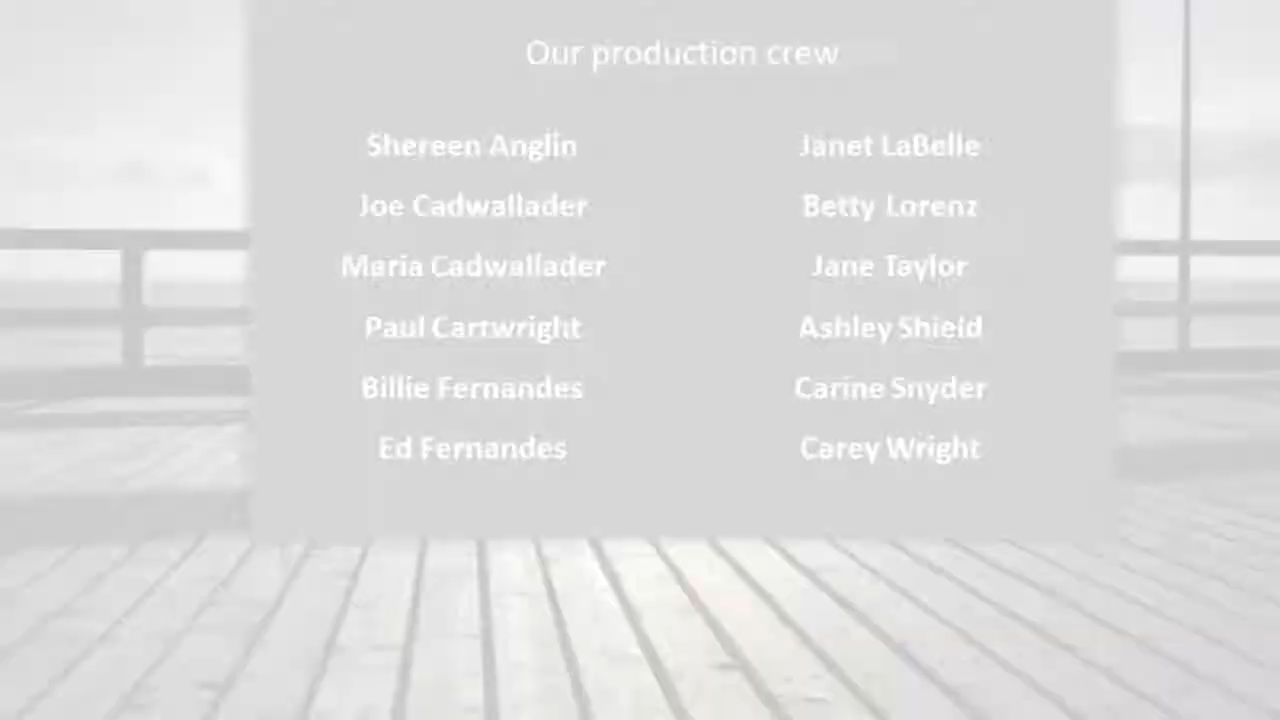 Our production crew
Shereen Anglin
Janet LaBelle
Joe Cadwallader
Betty Lorenz
Maria Cadwallader
Jane Taylor
Paul Cartwright
Ashley Shield
Billie Fernandes
Carine Snyder
Ed Fernandes
Carey Wright